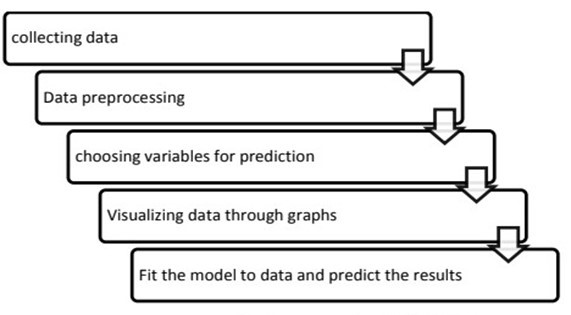 collecting data
Data preprocessing
choosing variables for prediction
Visualizing data through graphs
Fit the model to data and predict the results